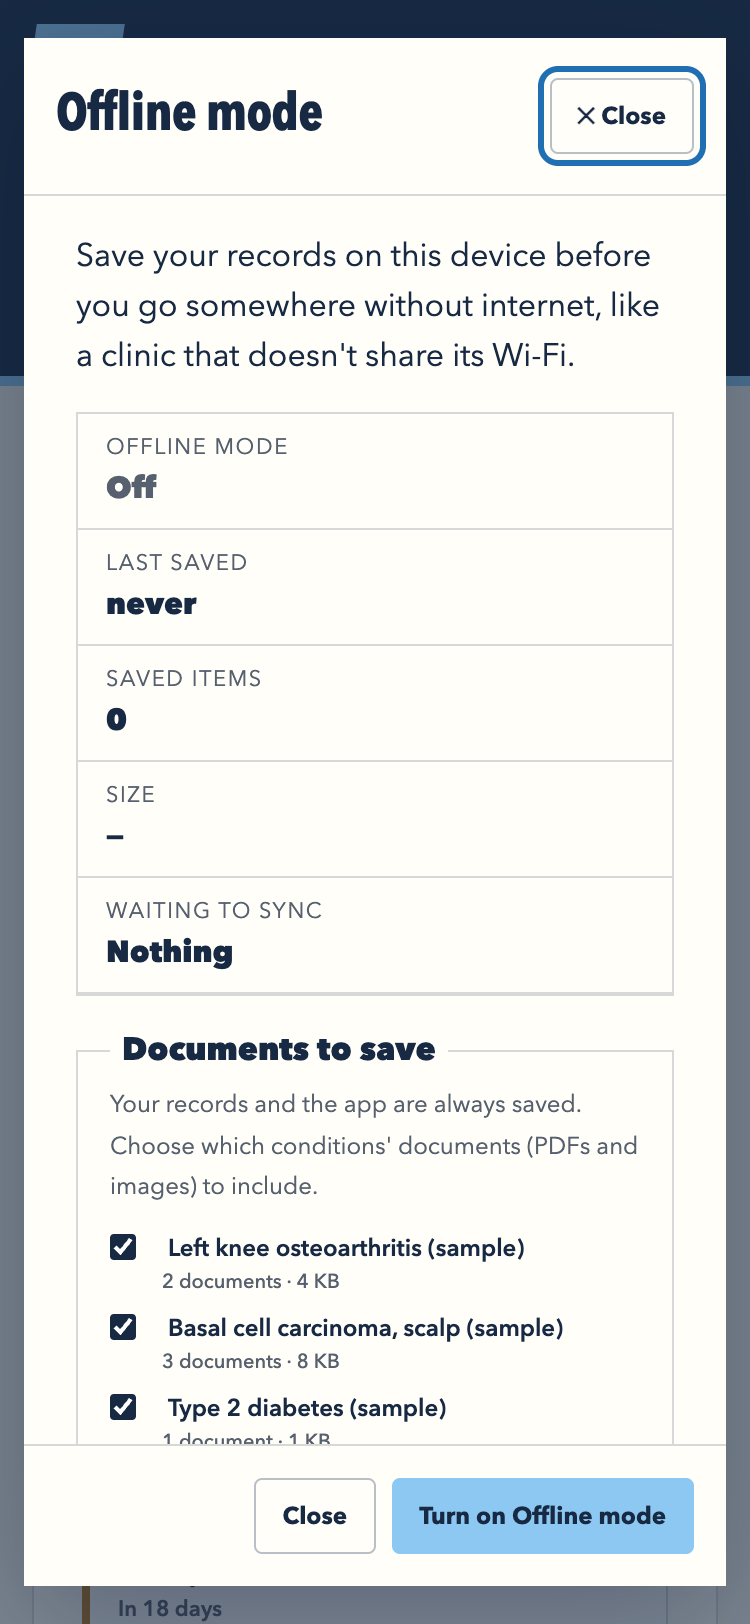 Offline mode
× Close
Save your records on this device before
you go somewhere without internet, like
a clinic that doesn't share its Wi-Fi.
OFFLINE MODE
Off
LAST SAVED
never
SAVED ITEMS
0
SIZE
–
WAITING TO SYNC
Nothing
Documents to save
Your records and the app are always saved.
Choose which conditions' documents (PDFs and
images) to include.
Left knee osteoarthritis (sample)
2 documents · 4 KB
Basal cell carcinoma, scalp (sample)
3 documents · 8 KB
Type 2 diabetes (sample)
1 document · 1 KB
Close
Turn on Offline mode
In 18 days